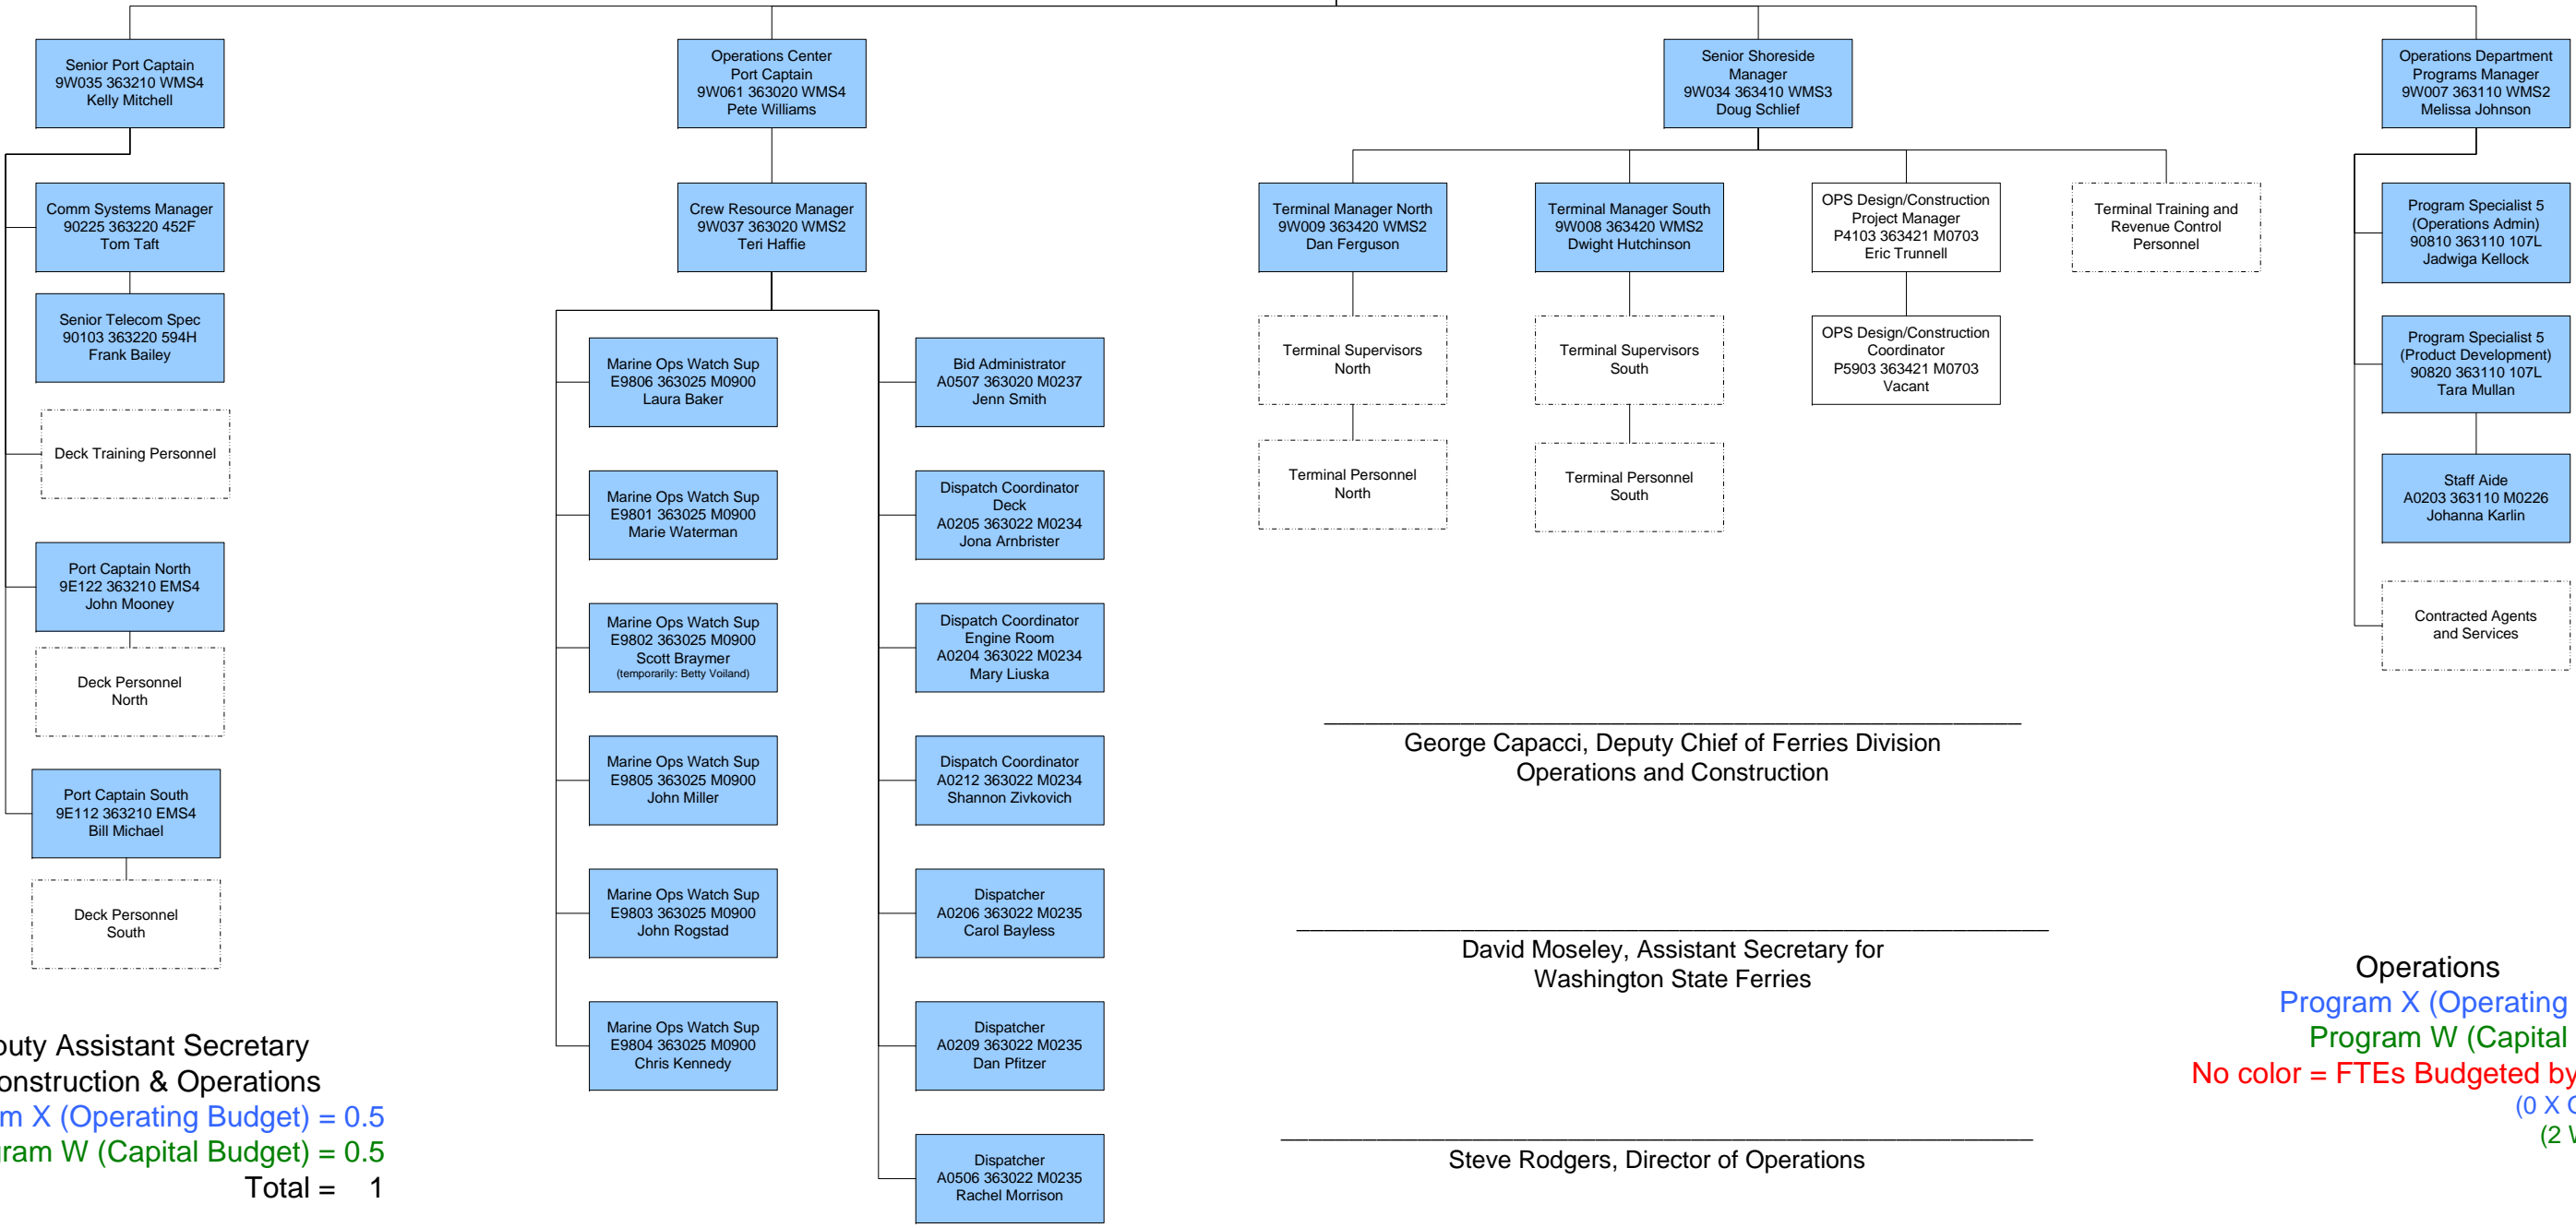 Senior Port Captain
9W035 363210 WMS4
Kelly Mitchell
Comm Systems Manager
90225 363220 452F
Tom Taft
Senior Telecom Spec
90103 363220 594H
Frank Bailey
Deck Training Personnel
Port Captain North
9E122 363210 EMS4
John Mooney
Deck Personnel
North
Port Captain South
9E112 363210 EMS4
Bill Michael
Deck Personnel
South
Operations Center
Port Captain
9W061 363020 WMS4
Pete Williams
Crew Resource Manager
9W037 363020 WMS2
Teri Haffie
Marine Ops Watch Sup
E9806 363025 M0900
Laura Baker
Marine Ops Watch Sup
E9801 363025 M0900
Marie Waterman
Marine Ops Watch Sup
E9802 363025 M0900
Scott Braymer
(temporarily: Betty Voiland)
Marine Ops Watch Sup
E9805 363025 M0900
John Miller
Marine Ops Watch Sup
E9803 363025 M0900
John Rogstad
Marine Ops Watch Sup
E9804 363025 M0900
Chris Kennedy
Bid Administrator
A0507 363020 M0237
Jenn Smith
Dispatch Coordinator
Deck
A0205 363022 M0234
Jona Arnbrister
Dispatch Coordinator
Engine Room
A0204 363022 M0234
Mary Liuska
Dispatch Coordinator
A0212 363022 M0234
Shannon Zivkovich
Dispatcher
A0206 363022 M0235
Carol Bayless
Dispatcher
A0209 363022 M0235
Dan Pfitzer
Dispatcher
A0506 363022 M0235
Rachel Morrison
Senior Shoreside
Manager
9W034 363410 WMS3
Doug Schlief
Terminal Manager North
9W009 363420 WMS2
Dan Ferguson
Terminal Supervisors
North
Terminal Personnel
North
Terminal Manager South
9W008 363420 WMS2
Dwight Hutchinson
Terminal Supervisors
South
Terminal Personnel
South
OPS Design/Construction
Project Manager
P4103 363421 M0703
Eric Trunnell
OPS Design/Construction
Coordinator
P5903 363421 M0703
Vacant
Terminal Training and
Revenue Control
Personnel
Operations Department
Programs Manager
9W007 363110 WMS2
Melissa Johnson
Program Specialist 5
(Operations Admin)
90810 363110 107L
Jadwiga Kellock
Program Specialist 5
(Product Development)
90820 363110 107L
Tara Mullan
Staff Aide
A0203 363110 M0226
Johanna Karlin
Contracted Agents
and Services
George Capacci, Deputy Chief of Ferries Division
Operations and Construction
David Moseley, Assistant Secretary for
Washington State Ferries
Steve Rodgers, Director of Operations
puty Assistant Secretary
onstruction & Operations
m X (Operating Budget) = 0.5
gram W (Capital Budget) = 0.5
Total = 1
Operations
Program X (Operating
Program W (Capital
No color = FTEs Budgeted by
(0 X
(2